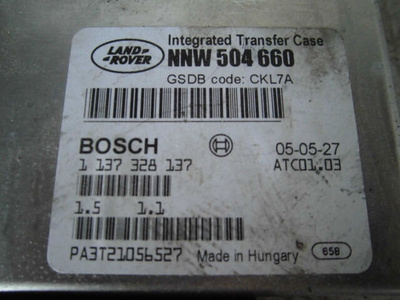 LAND
ROVER
Integrated Transfer Case
NNW 504 660
GSDB code: CKL7A
BOSCH
05-05-27
1 137 328 137
ATC01.03
1.5 1.1
PA3T21056527
Made in Hungary
658